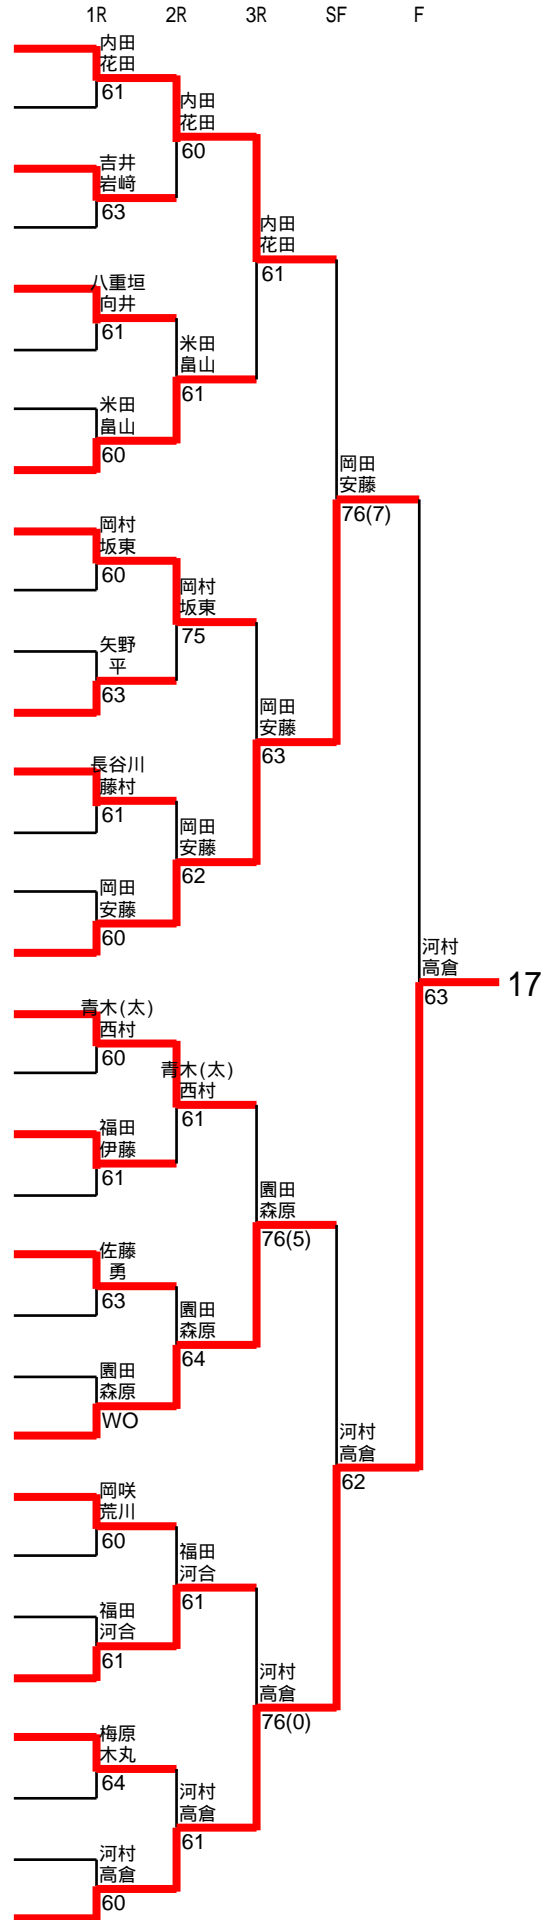 1R 2R 3R SF F
内田
花田
61
内田
花田
60
吉井
岩﨑
63
内田
花田
61
八重垣
向井
61
米田
畠山
61
米田
畠山
60
岡田
安藤
76(7)
岡村
坂東
60
岡村
坂東
75
矢野
平
63
岡田
安藤
63
長谷川
藤村
61
岡田
安藤
62
岡田
安藤
60
河村
高倉
63
17
青木(太)
西村
60
青木(太)
西村
61
福田
伊藤
61
園田
森原
76(5)
佐藤
勇
63
園田
森原
64
園田
森原
WO
河村
高倉
62
岡咲
荒川
60
福田
河合
61
福田
河合
61
河村
高倉
76(0)
梅原
木丸
64
河村
高倉
61
河村
高倉
60